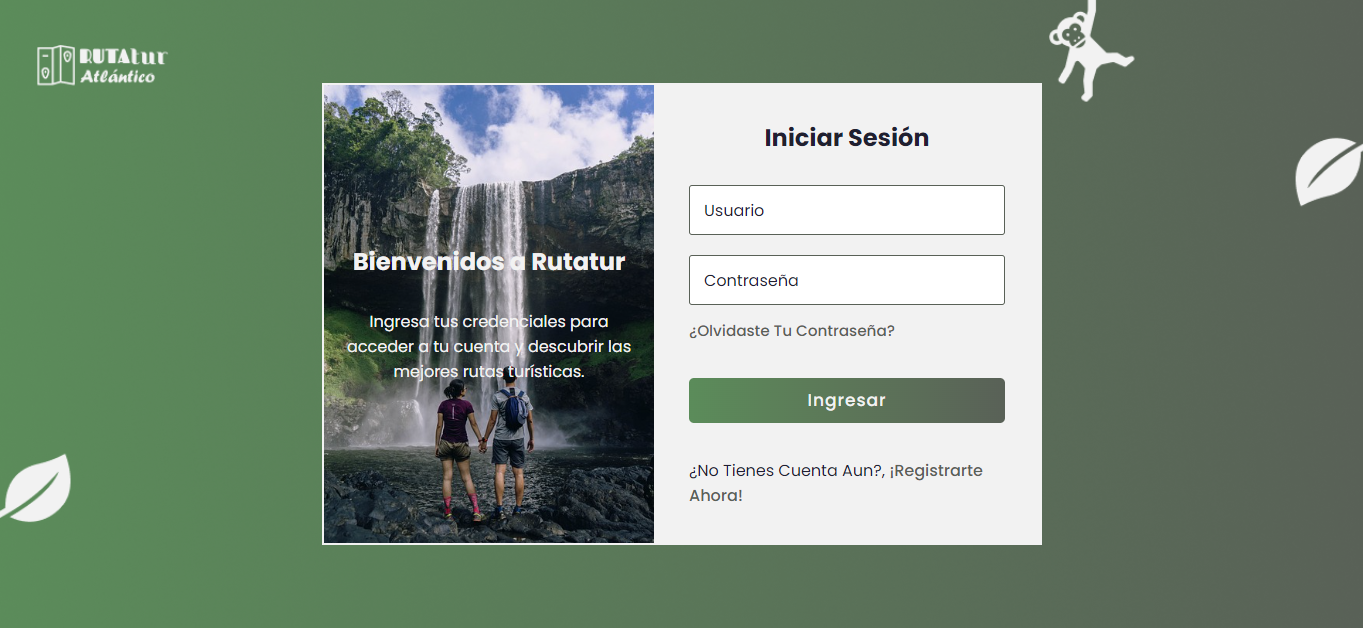 RUTAtur
Atlántico
Bienvenidos a Rutatur
Ingresa tus credenciales para
acceder a tu cuenta y descubrir las
mejores rutas turísticas.
Iniciar Sesión
Usuario
Contraseña
¿Olvidaste Tu Contraseña?
Ingresar
¿No Tienes Cuenta Aun?, ¡Registrarte
Ahora!